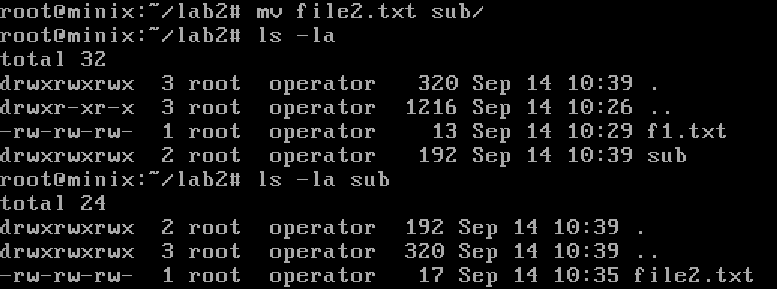 root@minix:~/lab2# mv file2.txt sub/
root@minix:~/lab2# ls -la
total 32
drwxrwxrwx  3 root  operator   320 Sep 14 10:39 .
drwxr-xr-x  3 root  operator  1216 Sep 14 10:26 ..
-rw-rw-rw-  1 root  operator    13 Sep 14 10:29 f1.txt
drwxrwxrwx  2 root  operator   192 Sep 14 10:39 sub
root@minix:~/lab2# ls -la sub
total 24
drwxrwxrwx  2 root  operator  192 Sep 14 10:39 .
drwxrwxrwx  3 root  operator  320 Sep 14 10:39 ..
-rw-rw-rw-  1 root  operator   17 Sep 14 10:35 file2.txt